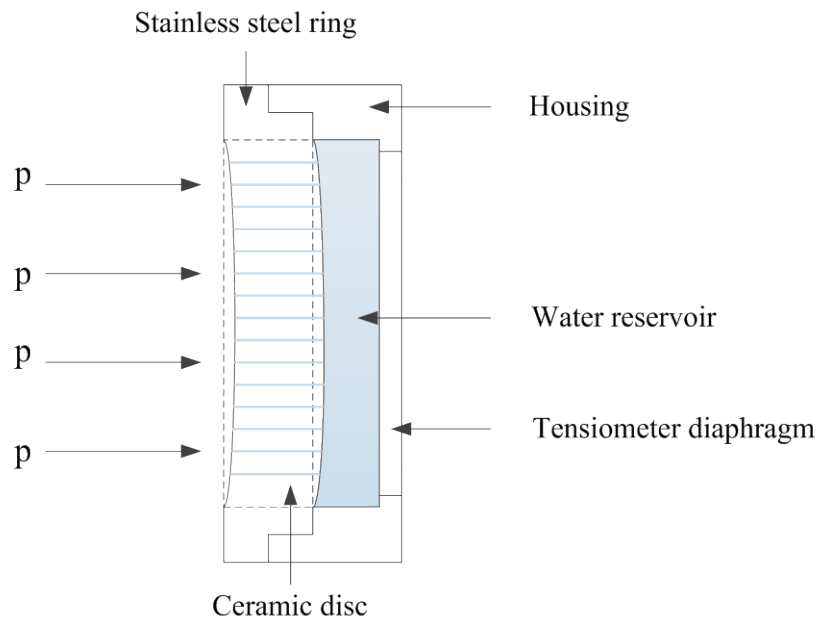 Stainless steel ring
Housing
p
p
Water reservoir
p
Tensiometer diaphragm
p
Ceramic disc